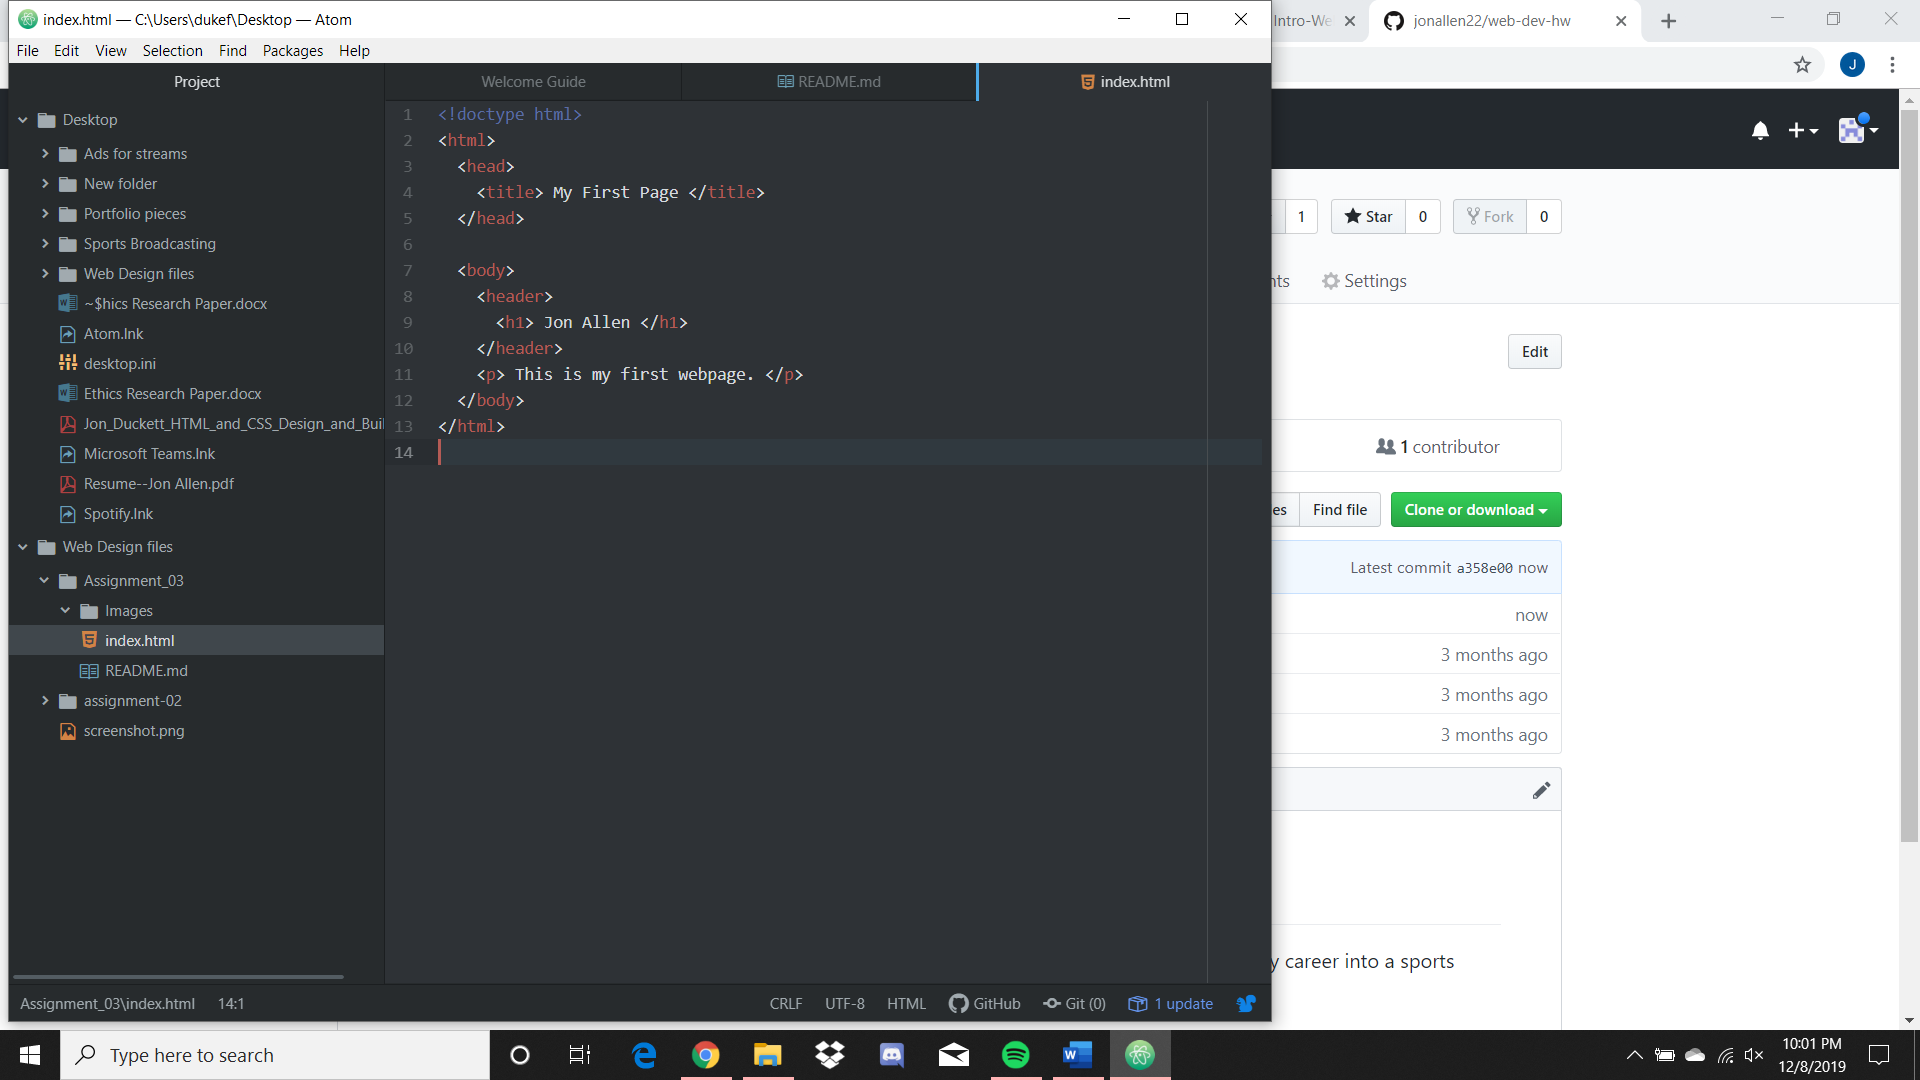 index.html — C:\Users\dukef\Desktop — Atom
File Edit View Selection Find Packages Help
Project
Desktop
Ads for streams
New folder
Portfolio pieces
Sports Broadcasting
Web Design files
~$hics Research Paper.docx
Atom.lnk
desktop.ini
Ethics Research Paper.docx
Jon_Duckett_HTML_and_CSS_Design_and_Bui
Microsoft Teams.lnk
Resume--Jon Allen.pdf
Spotify.lnk
Web Design files
Assignment_03
Images
index.html
README.md
assignment-02
screenshot.png
Welcome Guide README.md index.html
1 <!doctype html>
2 <html>
3 <head>
4 <title> My First Page </title>
5 </head>
6
7 <body>
8 <header>
9 <h1> Jon Allen </h1>
10 </header>
11 <p> This is my first webpage. </p>
12 </body>
13 </html>
14
Assignment_03\index.html 14:1 CRLF UTF-8 HTML GitHub Git (0) 1 update
Intro-We jonallen22/web-dev-hw
J
1 Star 0 Fork 0
nts Settings
Edit
1 contributor
es Find file Clone or download
Latest commit a358e00 now
now
3 months ago
3 months ago
3 months ago
y career into a sports
Type here to search
10:01 PM
12/8/2019